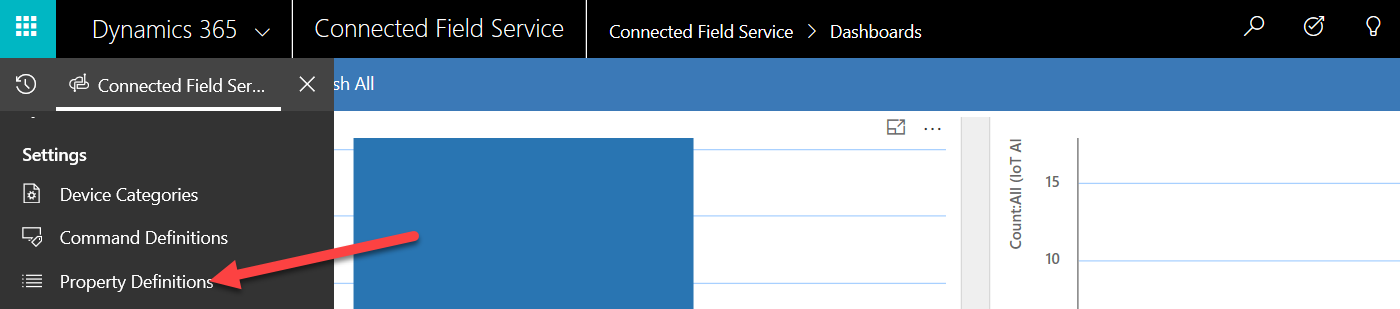 Dynamics 365
Connected Field Service
Connected Field Service > Dashboards
Connected Field Ser...
sh All
Settings
Device Categories
Command Definitions
Property Definitions
Count:All (IoT Al
15
10